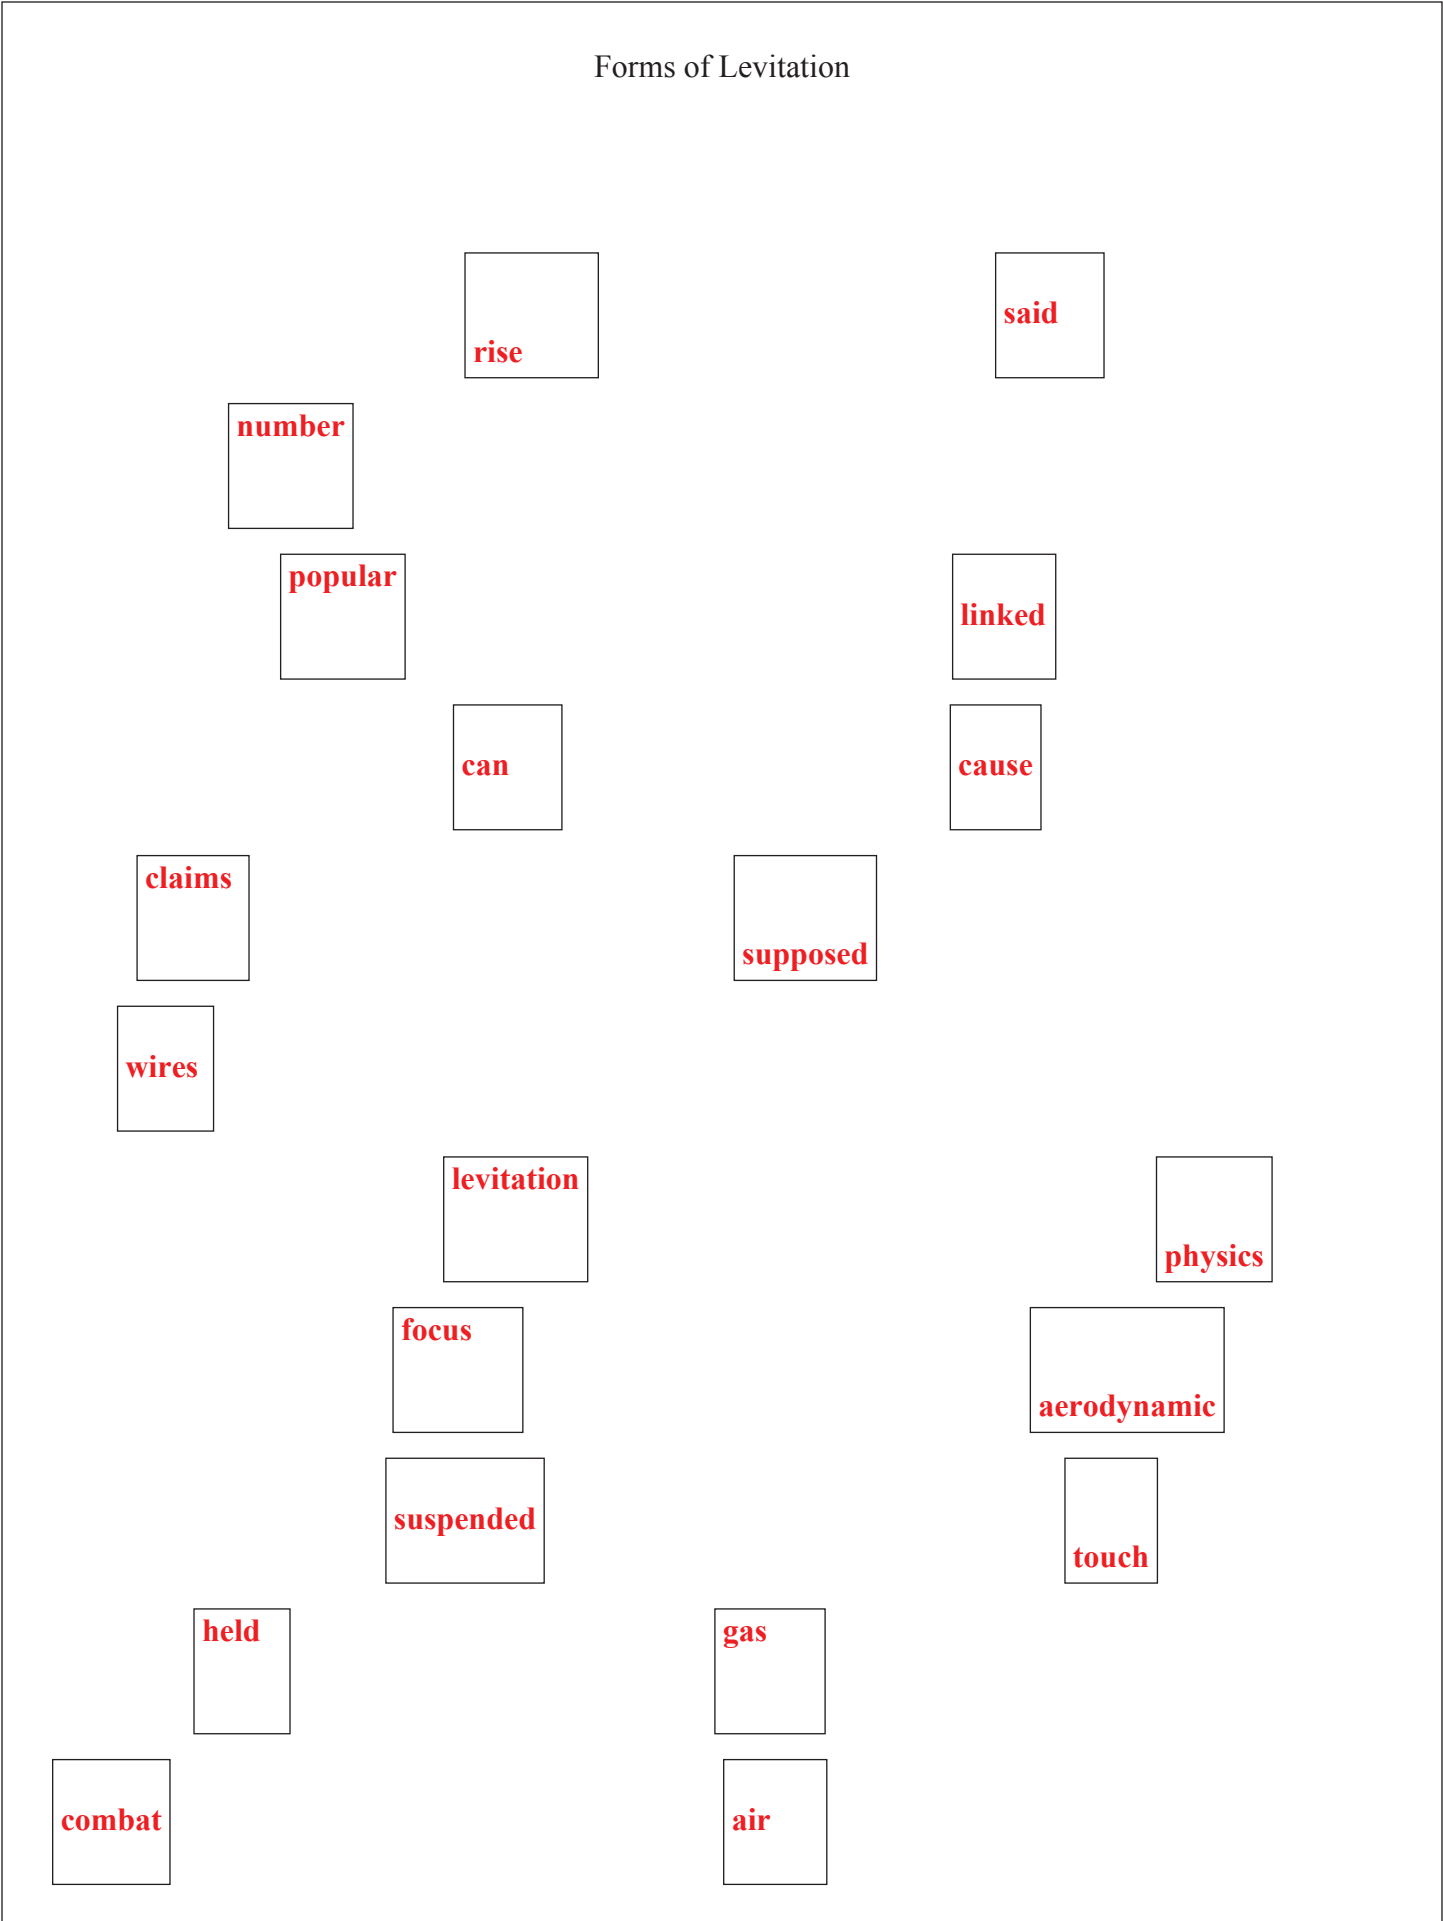 Forms of Levitation
said
rise
number
popular
linked
can cause
claims
supposed
wires
levitation
physics
focus
aerodynamic
suspended
touch
held gas
combat air